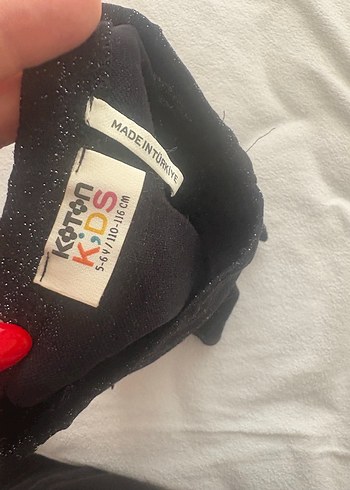 MADE IN TÜRKİYE
KOTON
KiDS
5-6 Y / 110-116 CM